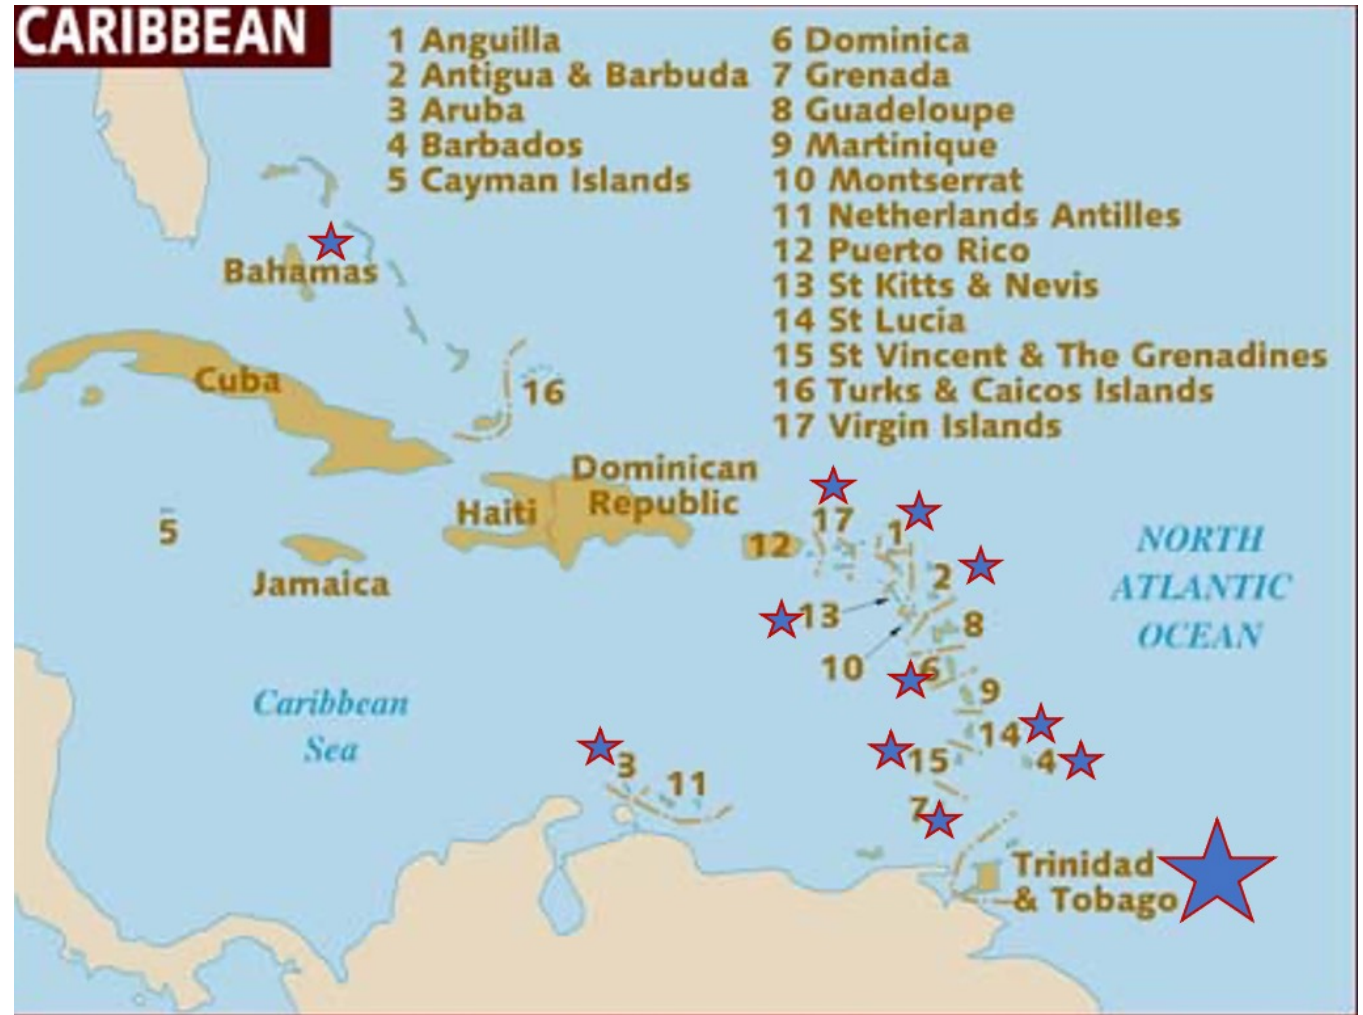 CARIBBEAN
1 Anguilla
2 Antigua & Barbuda
3 Aruba
4 Barbados
5 Cayman Islands
6 Dominica
7 Grenada
8 Guadeloupe
9 Martinique
10 Montserrat
11 Netherlands Antilles
12 Puerto Rico
13 St Kitts & Nevis
14 St Lucia
15 St Vincent & The Grenadines
16 Turks & Caicos Islands
17 Virgin Islands
Bahamas
Cuba
16
Dominican
Republic
Haiti
5
Jamaica
12
17
1
2
13
8
10
6
9
14
15
4
3
11
7
NORTH
ATLANTIC
OCEAN
Caribbean
Sea
Trinidad
& Tobago